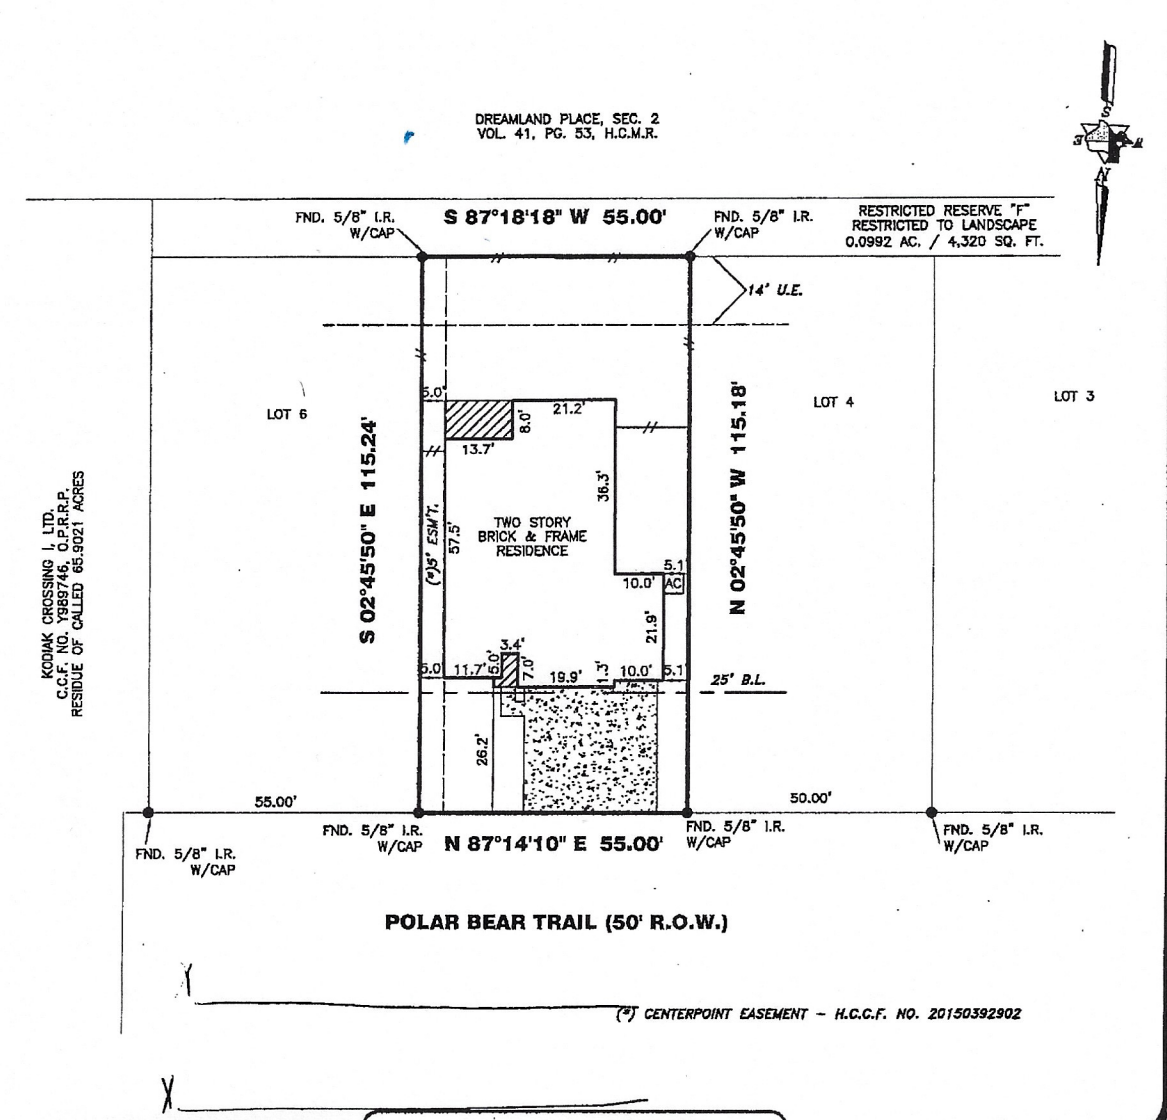 DREAMLAND PLACE, SEC. 2
VOL. 41, PG. 53, H.C.M.R.
S
N
FND. 5/8" I.R.
W/CAP
S 87°18'18" W 55.00'
FND. 5/8" I.R.
W/CAP
RESTRICTED RESERVE "F"
RESTRICTED TO LANDSCAPE
0.0992 AC. / 4,320 SQ. FT.
14' U.E.
LOT 6
LOT 4
LOT 3
5.0'
21.2'
8.0'
13.7'
36.3'
S 02°45'50" E 115.24'
N 02°45'50" W 115.18'
KODIAK CROSSING I, LTD.
C.C.F. NO. Y989746, O.P.R.R.P.
RESIDUE OF CALLED 65.9021 ACRES
(*)5' ESM'T.
57.5'
TWO STORY
BRICK & FRAME
RESIDENCE
5.1'
10.0'
AC
21.9'
3.4'
5.0'
11.7'
5.0'
7.0'
19.9'
1.3'
10.0'
5.1'
25' B.L.
26.2'
55.00'
50.00'
FND. 5/8" I.R.
W/CAP
FND. 5/8" I.R.
W/CAP
N 87°14'10" E 55.00'
FND. 5/8" I.R.
W/CAP
FND. 5/8" I.R.
W/CAP
POLAR BEAR TRAIL (50' R.O.W.)
X
(*) CENTERPOINT EASEMENT - H.C.C.F. NO. 20150392902
X